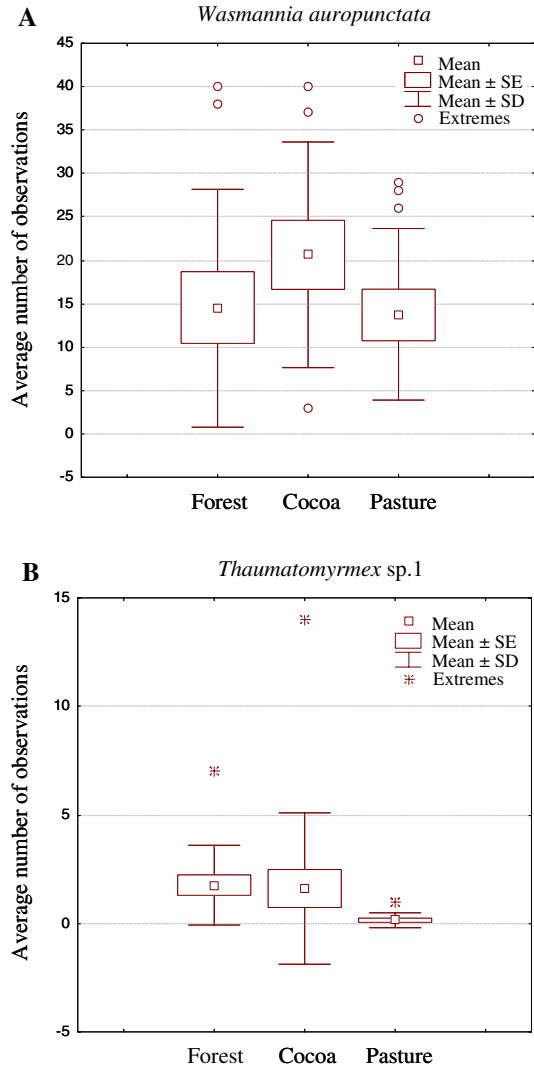 A
Wasmannia auropunctata
45
40
35
30
25
20
15
10
5
0
-5
Average number of observations
Mean
Mean ± SE
Mean ± SD
Extremes
Forest Cocoa Pasture
B
Thaumatomyrmex sp.1
15
10
5
0
-5
Average number of observations
Mean
Mean ± SE
Mean ± SD
Extremes
Forest Cocoa Pasture